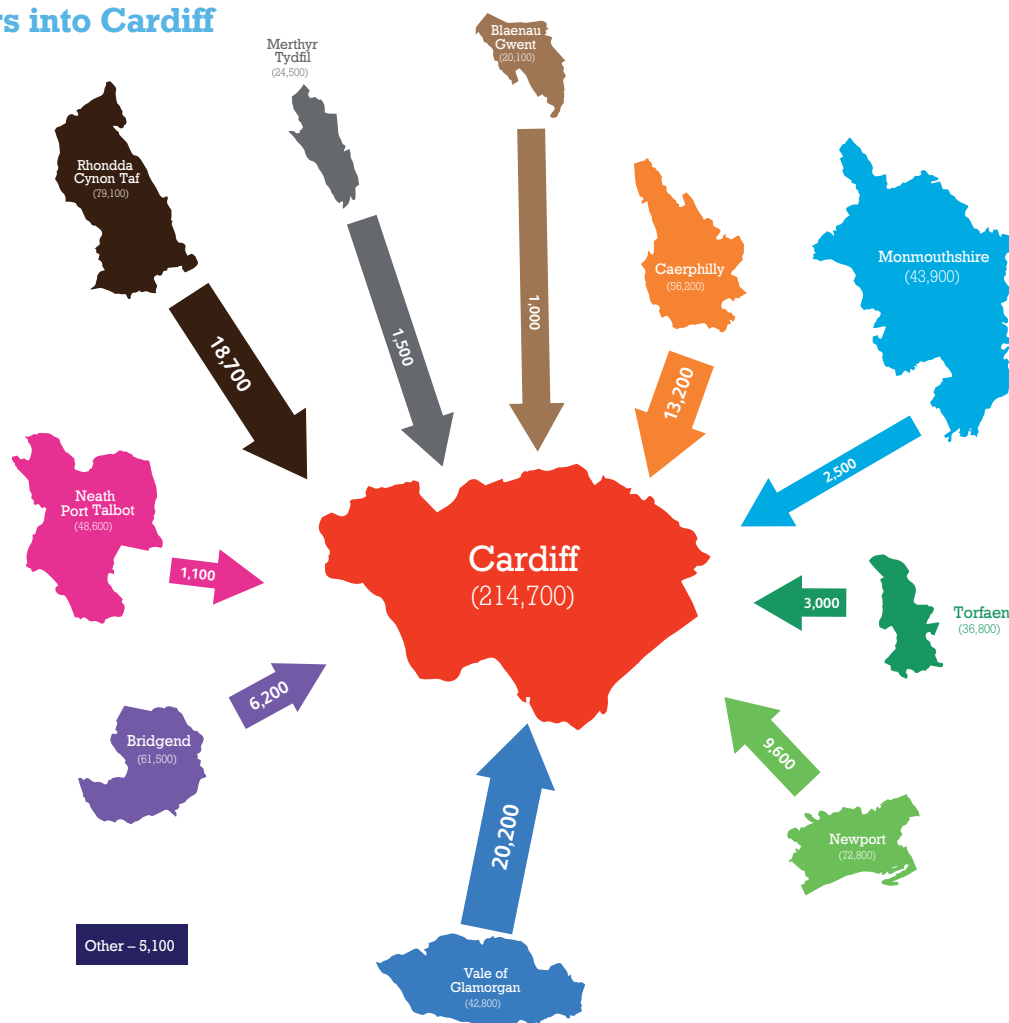 rs into Cardiff
Merthyr
Tydfil
(24,500)
Blaenau
Gwent
(20,100)
Rhondda
Cynon Taf
(79,100)
Caerphilly
(56,200)
Monmouthshire
(43,900)
18,700
1,500
1,000
13,200
2,500
Neath
Port Talbot
(48,600)
1,100
Cardiff
(214,700)
3,000
Torfaen
(36,800)
6,200
Bridgend
(61,500)
9,600
Newport
(72,800)
20,200
Other – 5,100
Vale of
Glamorgan
(42,800)